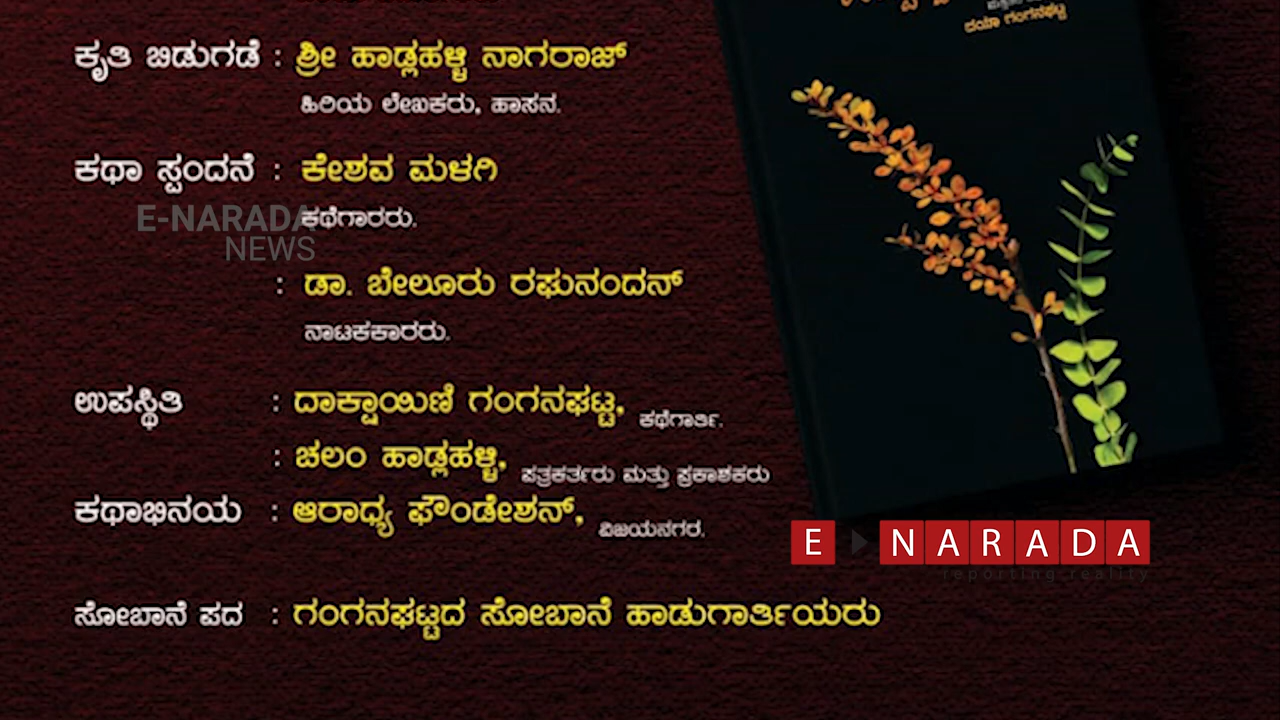 ದಯಾ ಗಂಗನಘಟ್ಟ
ಕೃತಿ ಬಿಡುಗಡೆ : ಶ್ರೀ ಹಾಡ್ಲಹಳ್ಳಿ ನಾಗರಾಜ್
ಹಿರಿಯ ಲೇಖಕರು, ಹಾಸನ.
ಕಥಾ ಸ್ಪಂದನೆ : ಕೇಶವ ಮಳಗಿ
ಕಥೆಗಾರರು.
E-NARADA
NEWS
: ಡಾ. ಬೇಲೂರು ರಘುನಂದನ್
ನಾಟಕಕಾರರು.
ಉಪಸ್ಥಿತಿ : ದಾಕ್ಷಾಯಿಣಿ ಗಂಗನಘಟ್ಟ, ಕಥೆಗಾರ್ತಿ.
: ಚಲಂ ಹಾಡ್ಲಹಳ್ಳಿ, ಪತ್ರಕರ್ತರು ಮತ್ತು ಪ್ರಕಾಶಕರು
ಕಥಾಭಿನಯ : ಆರಾಧ್ಯ ಫೌಂಡೇಶನ್, ವಿಜಯನಗರ.
E NARADA
reporting reality
ಸೋಬಾನೆ ಪದ : ಗಂಗನಘಟ್ಟದ ಸೋಬಾನೆ ಹಾಡುಗಾರ್ತಿಯರು